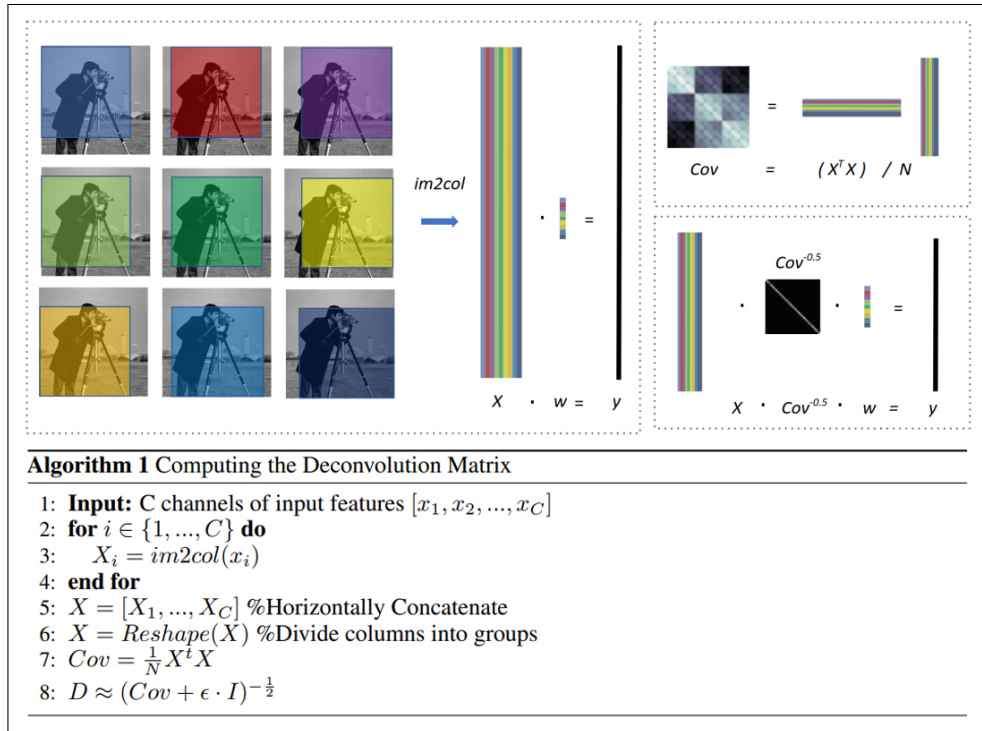 im2col
X · w = y
=
Cov = ( X^T X ) / N
Cov^-0.5
X · Cov^-0.5 · w = y
Algorithm 1 Computing the Deconvolution Matrix
1: Input: C channels of input features [x_1, x_2, ..., x_C]
2: for i ∈ {1, ..., C} do
3: X_i = im2col(x_i)
4: end for
5: X = [X_1, ..., X_C] %Horizontally Concatenate
6: X = Reshape(X) %Divide columns into groups
7: Cov = \frac{1}{N} X^t X
8: D ≈ (Cov + ϵ · I)^{-\frac{1}{2}}